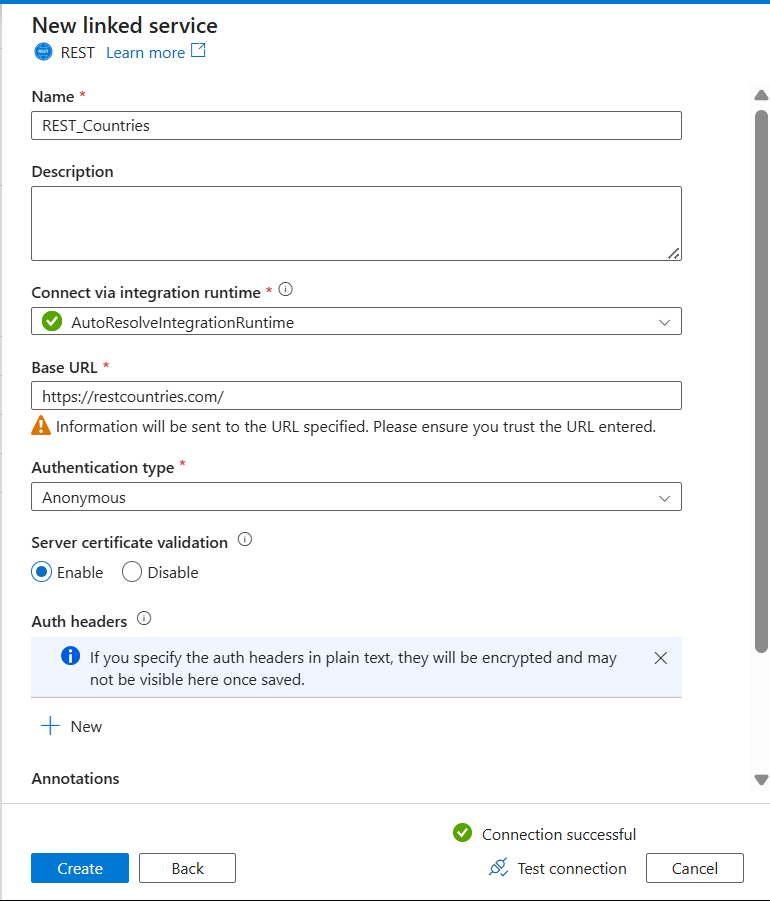 New linked service
REST REST Learn more
Name *
REST_Countries
Description
Connect via integration runtime *
AutoResolveIntegrationRuntime
Base URL *
https://restcountries.com/
Information will be sent to the URL specified. Please ensure you trust the URL entered.
Authentication type *
Anonymous
Server certificate validation
Enable Disable
Auth headers
If you specify the auth headers in plain text, they will be encrypted and may
not be visible here once saved.
New
Annotations
Connection successful
Create Back Test connection Cancel